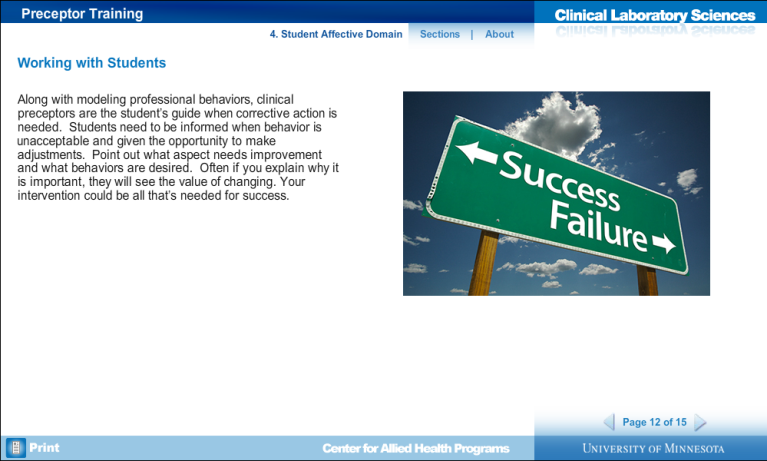 Preceptor Training
Clinical Laboratory Sciences
4. Student Affective Domain Sections | About
Working with Students
Along with modeling professional behaviors, clinical
preceptors are the student's guide when corrective action is
needed.  Students need to be informed when behavior is
unacceptable and given the opportunity to make
adjustments.  Point out what aspect needs improvement
and what behaviors are desired.  Often if you explain why it
is important, they will see the value of changing. Your
intervention could be all that's needed for success.
Success
Failure
Page 12 of 15
Print
Center for Allied Health Programs
UNIVERSITY OF MINNESOTA